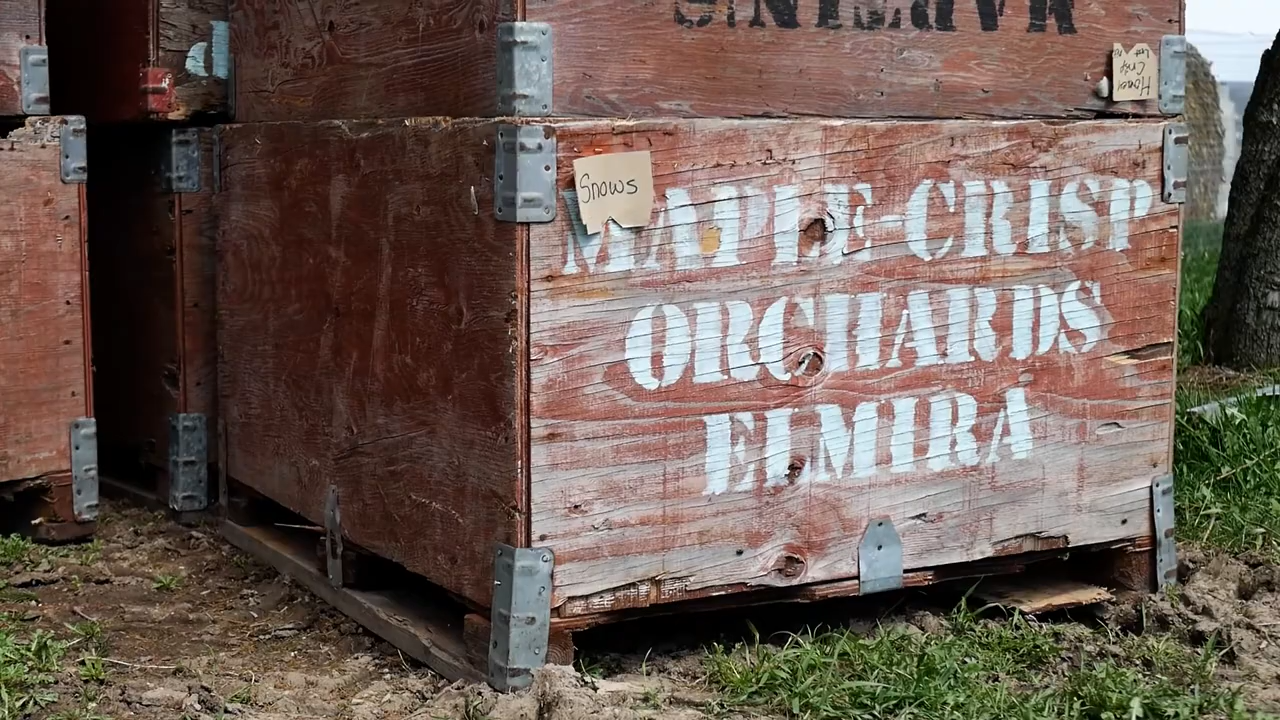 Honey
Crisp
Snows
MAPLE-CRISP
ORCHARDS
ELMIRA